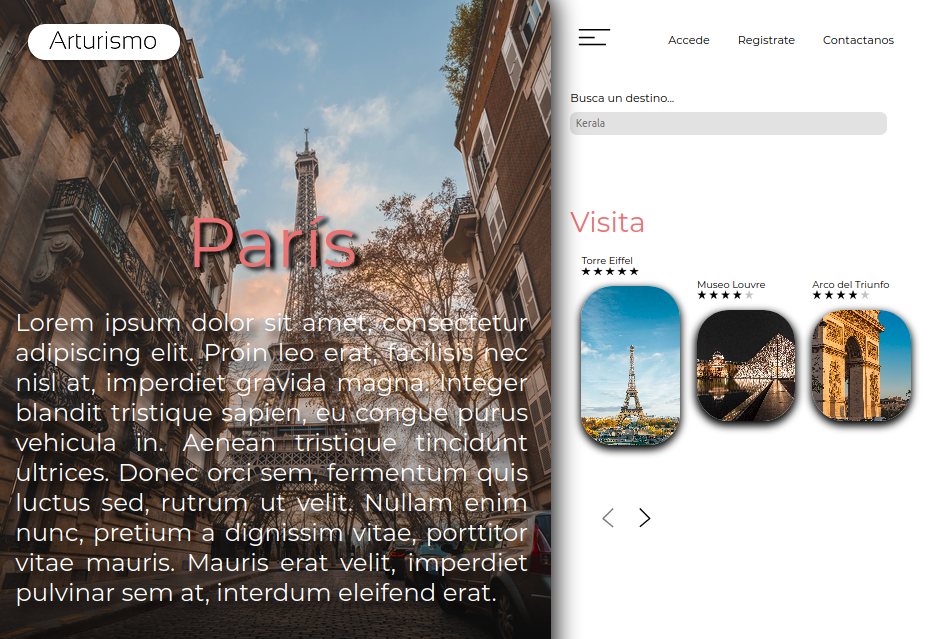 Arturismo
París
Lorem ipsum dolor sit amet, consectetur
adipiscing elit. Proin leo erat, facilisis nec
nisl at, imperdiet gravida magna. Integer
blandit tristique sapien, eu congue purus
vehicula in. Aenean tristique tincidunt
ultrices. Donec orci sem, fermentum quis
luctus sed, rutrum ut velit. Nullam enim
nunc, pretium a dignissim vitae, porttitor
vitae mauris. Mauris erat velit, imperdiet
pulvinar sem at, interdum eleifend erat.
Accede Registrate Contactanos
Busca un destino...
Kerala
Visita
Torre Eiffel
Museo Louvre
Arco del Triunfo